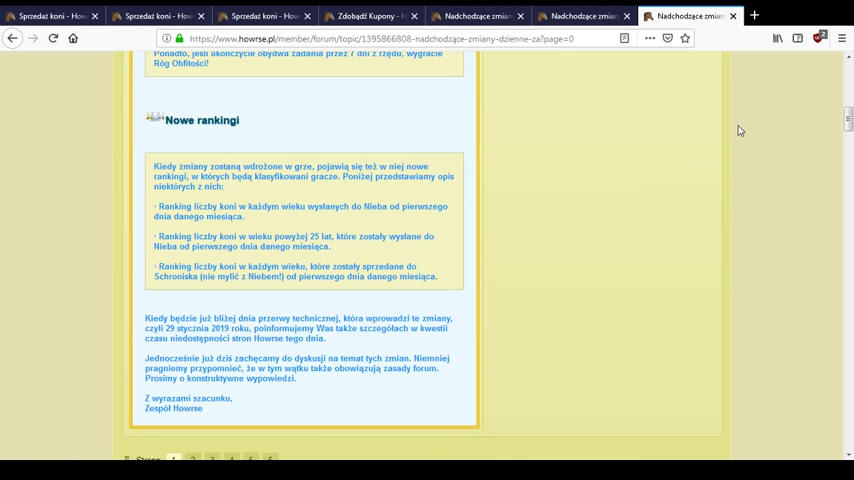 Sprzedaż koni - How
Sprzedaż koni - How
Sprzedaż koni - How
Zdobądź Kupony - H
Nadchodzące zmian
Nadchodzące zmian
Nadchodzące zmian
https://www.howrse.pl/member/forum/topic/1395866808-nadchodzące-zmiany-dzienne-za?page=0
2
Ponadto, jeśli ukończycie obydwa zadania przez 7 dni z rzędu, wygracie
Róg Obfitości!
Nowe rankingi
Kiedy zmiany zostaną wdrożone w grze, pojawią się też w niej nowe
rankingi, w których będą klasyfikowani gracze. Poniżej przedstawiamy opis
niektórych z nich:
· Ranking liczby koni w każdym wieku wysłanych do Nieba od pierwszego
dnia danego miesiąca.
· Ranking liczby koni w wieku powyżej 25 lat, które zostały wysłane do
Nieba od pierwszego dnia danego miesiąca.
· Ranking liczby koni w każdym wieku, które zostały sprzedane do
Schroniska (nie mylić z Niebem!) od pierwszego dnia danego miesiąca.
Kiedy będzie już bliżej dnia przerwy technicznej, która wprowadzi te zmiany,
czyli 29 stycznia 2019 roku, poinformujemy Was także szczegółach w kwestii
czasu niedostępności stron Howrse tego dnia.
Jednocześnie już dziś zachęcamy do dyskusji na temat tych zmian. Niemniej
pragniemy przypomnieć, że w tym wątku także obowiązują zasady forum.
Prosimy o konstruktywne wypowiedzi.
Z wyrazami szacunku,
Zespół Howrse
Strona 1 2 3 4 5 6